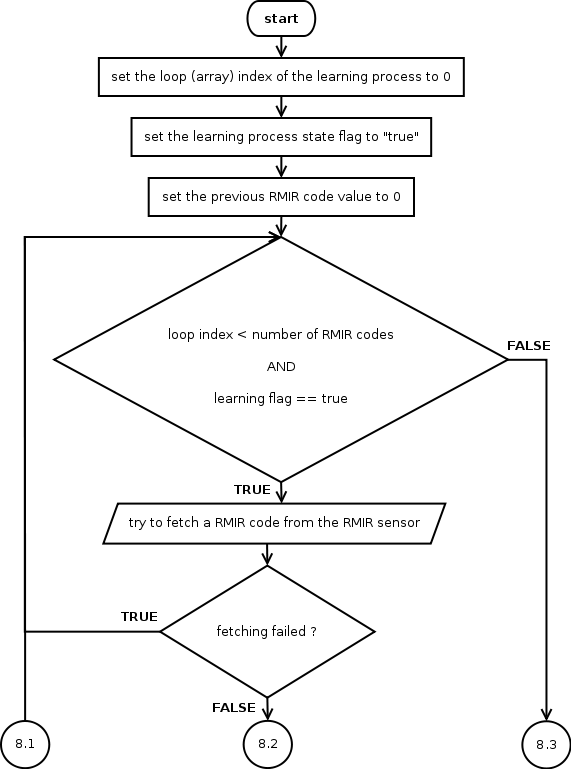 start
set the loop (array) index of the learning process to 0
set the learning process state flag to "true"
set the previous RMIR code value to 0
loop index < number of RMIR codes
AND
learning flag == true
FALSE
TRUE
try to fetch a RMIR code from the RMIR sensor
TRUE
fetching failed ?
FALSE
8.1
8.2
8.3